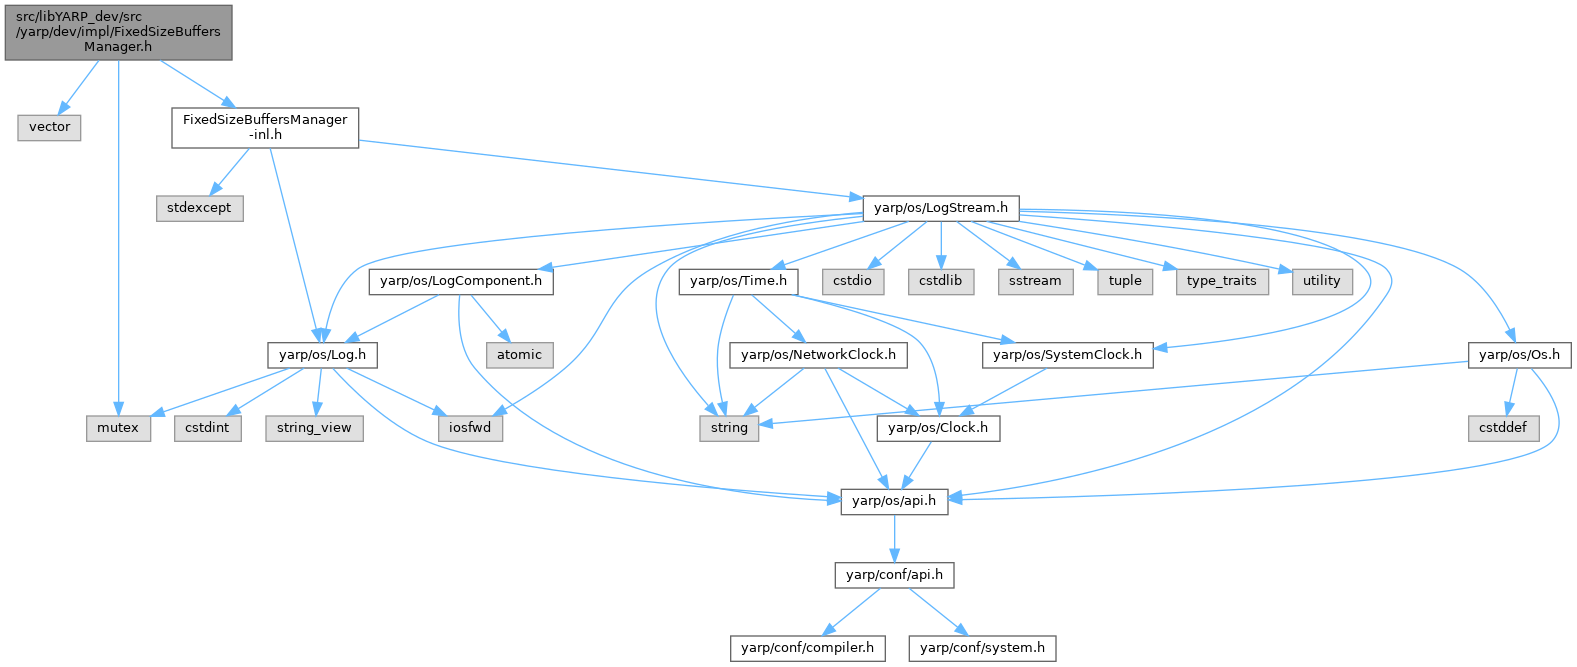 src/libYARP_dev/src
/yarp/dev/impl/FixedSizeBuffers
Manager.h
vector
FixedSizeBuffersManager
-inl.h
stdexcept
yarp/os/LogStream.h
yarp/os/LogComponent.h
yarp/os/Time.h
cstdio
cstdlib
sstream
tuple
type_traits
utility
yarp/os/Log.h
atomic
yarp/os/NetworkClock.h
yarp/os/SystemClock.h
yarp/os/Os.h
mutex
cstdint
string_view
iosfwd
string
yarp/os/Clock.h
cstddef
yarp/os/api.h
yarp/conf/api.h
yarp/conf/compiler.h
yarp/conf/system.h